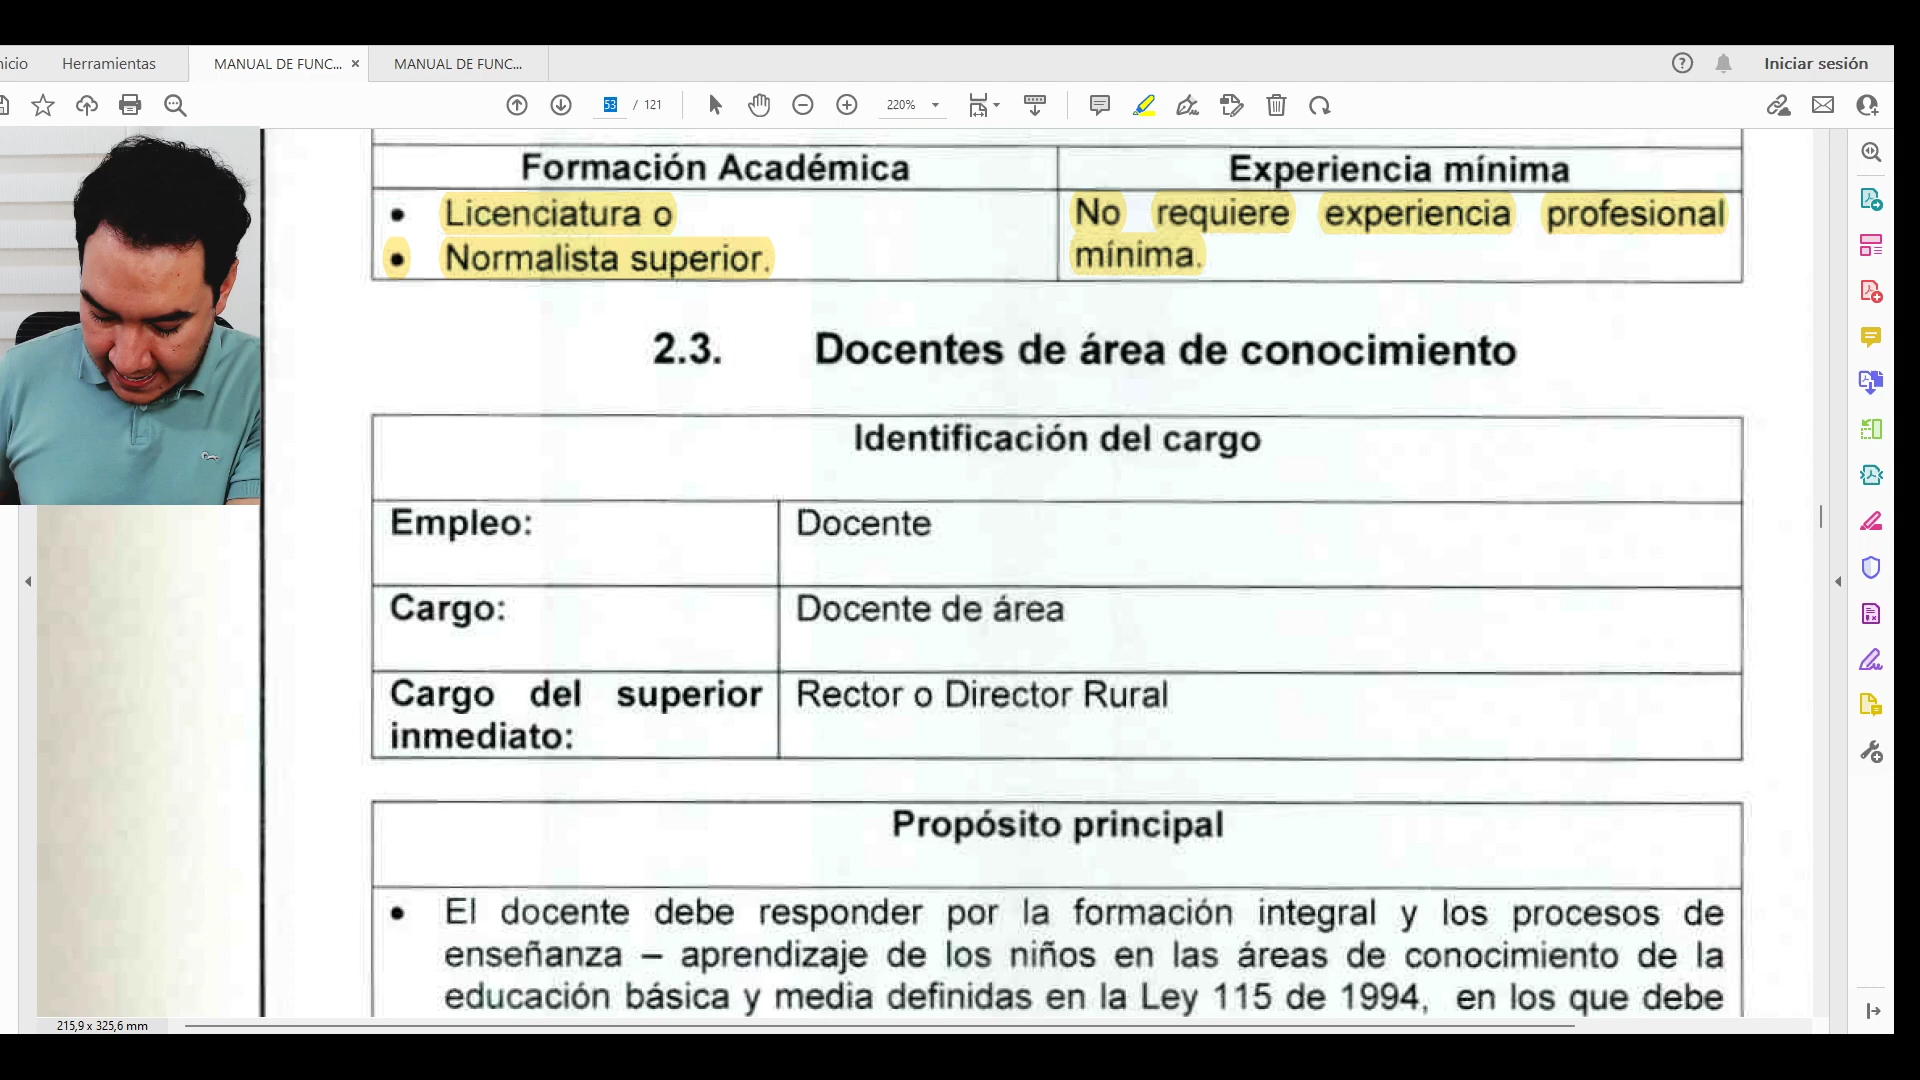 nicio
Herramientas
MANUAL DE FUNC... ×
MANUAL DE FUNC...
Iniciar sesión
53 / 121
220%
Formación Académica
Experiencia mínima
• Licenciatura o
• Normalista superior.
No requiere experiencia profesional
mínima.
2.3. Docentes de área de conocimiento
Identificación del cargo
Empleo:
Docente
Cargo:
Docente de área
Cargo del superior
inmediato:
Rector o Director Rural
Propósito principal
• El docente debe responder por la formación integral y los procesos de
enseñanza – aprendizaje de los niños en las áreas de conocimiento de la
educación básica y media definidas en la Ley 115 de 1994, en los que debe
215,9 x 325,6 mm